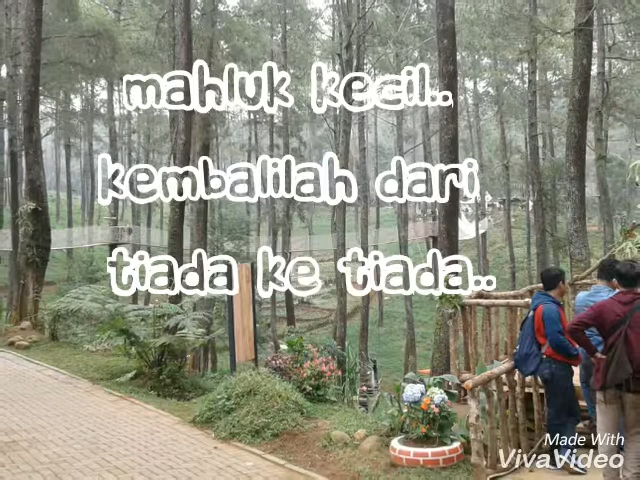 mahluk kecil..
kembalilah dari
tiada ke tiada..
Made With
VivaVideo